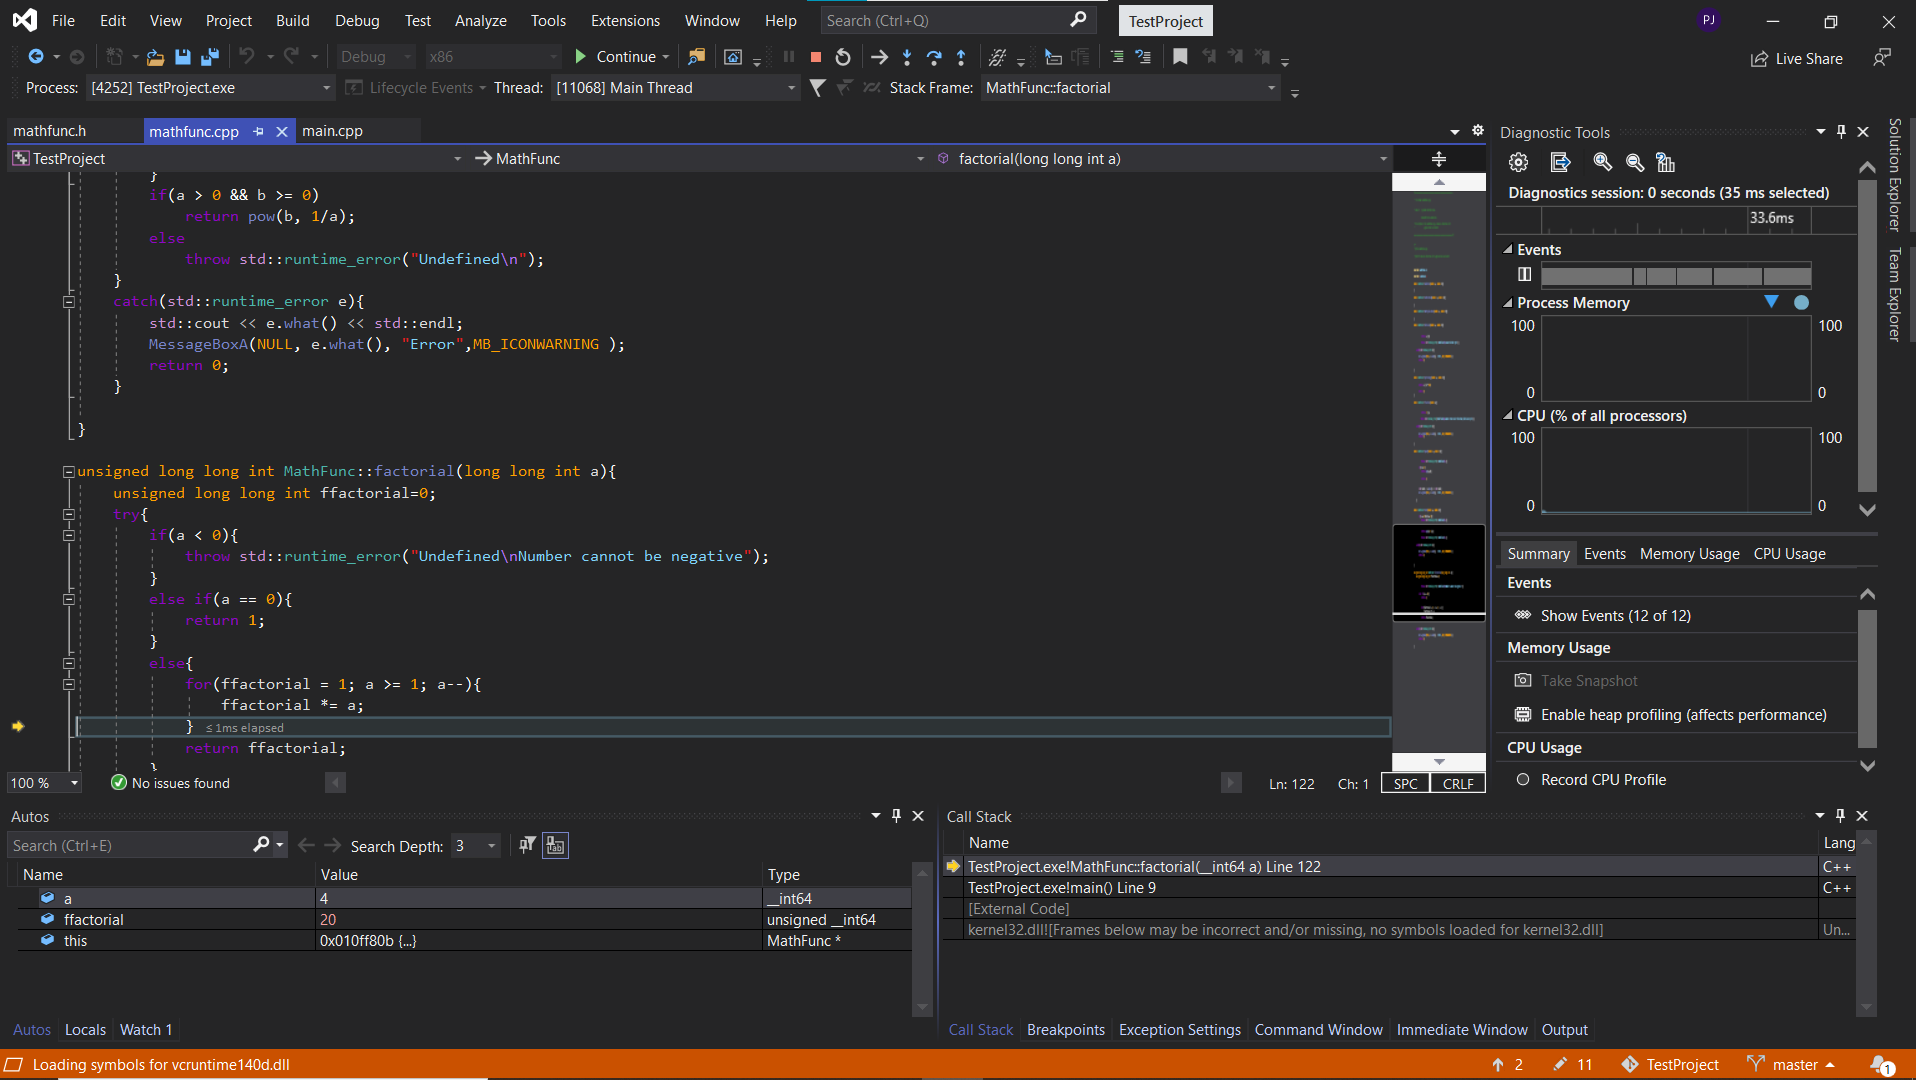 File Edit View Project Build Debug Test Analyze Tools Extensions Window Help Search (Ctrl+Q) TestProject PJ
Debug x86 Continue Live Share
Process: [4252] TestProject.exe Lifecycle Events Thread: [11068] Main Thread Stack Frame: MathFunc::factorial
mathfunc.h mathfunc.cpp main.cpp
TestProject MathFunc factorial(long long int a)
}
if(a > 0 && b >= 0)
return pow(b, 1/a);
else
throw std::runtime_error("Undefined\n");
}
catch(std::runtime_error e){
std::cout << e.what() << std::endl;
MessageBoxA(NULL, e.what(), "Error",MB_ICONWARNING );
return 0;
}
}
unsigned long long int MathFunc::factorial(long long int a){
unsigned long long int ffactorial=0;
try{
if(a < 0){
throw std::runtime_error("Undefined\nNumber cannot be negative");
}
else if(a == 0){
return 1;
}
else{
for(ffactorial = 1; a >= 1; a--){
ffactorial *= a;
} ≤ 1ms elapsed
return ffactorial;
}
100 % No issues found Ln: 122 Ch: 1 SPC CRLF
Diagnostic Tools
Diagnostics session: 0 seconds (35 ms selected)
33.6ms
Events
Process Memory
100 100
0 0
CPU (% of all processors)
100 100
0 0
Summary Events Memory Usage CPU Usage
Events
Show Events (12 of 12)
Memory Usage
Take Snapshot
Enable heap profiling (affects performance)
CPU Usage
Record CPU Profile
Solution Explorer
Team Explorer
Autos
Search (Ctrl+E) Search Depth: 3
Name Value Type
a 4 __int64
ffactorial 20 unsigned __int64
this 0x010ff80b {...} MathFunc *
Autos Locals Watch 1
Call Stack
Name Lang
TestProject.exe!MathFunc::factorial(__int64 a) Line 122 C++
TestProject.exe!main() Line 9 C++
[External Code]
kernel32.dll![Frames below may be incorrect and/or missing, no symbols loaded for kernel32.dll] Un...
Call Stack Breakpoints Exception Settings Command Window Immediate Window Output
Loading symbols for vcruntime140d.dll 2 11 TestProject master 1